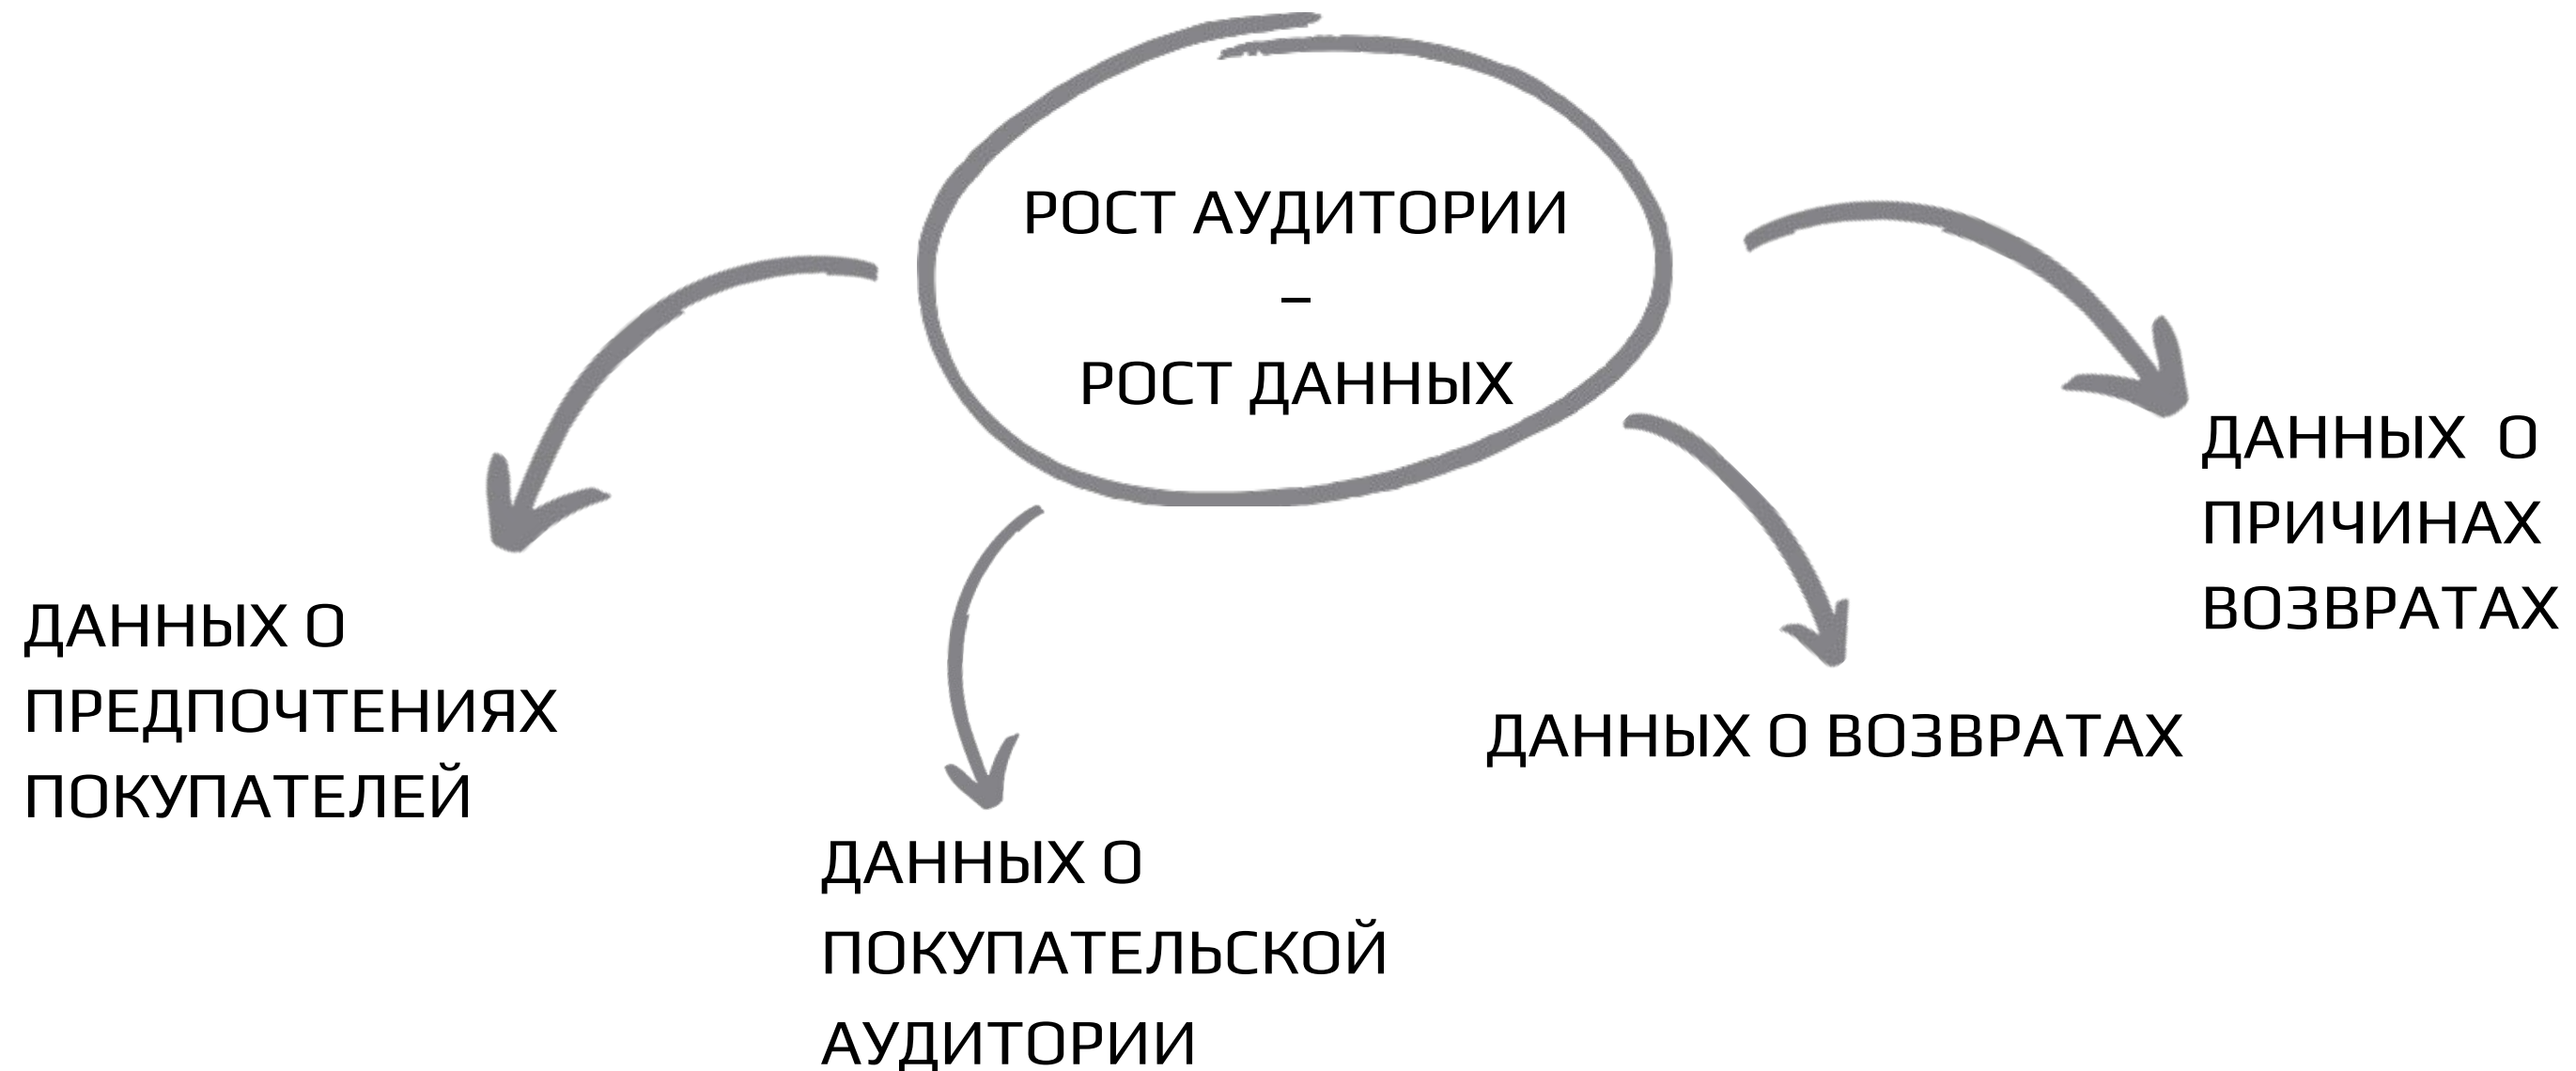 РОСТ АУДИТОРИИ
–
РОСТ ДАННЫХ
ДАННЫХ О
ПРЕДПОЧТЕНИЯХ
ПОКУПАТЕЛЕЙ
ДАННЫХ О
ПОКУПАТЕЛЬСКОЙ
АУДИТОРИИ
ДАННЫХ О ВОЗВРАТАХ
ДАННЫХ О
ПРИЧИНАХ
ВОЗВРАТАХ